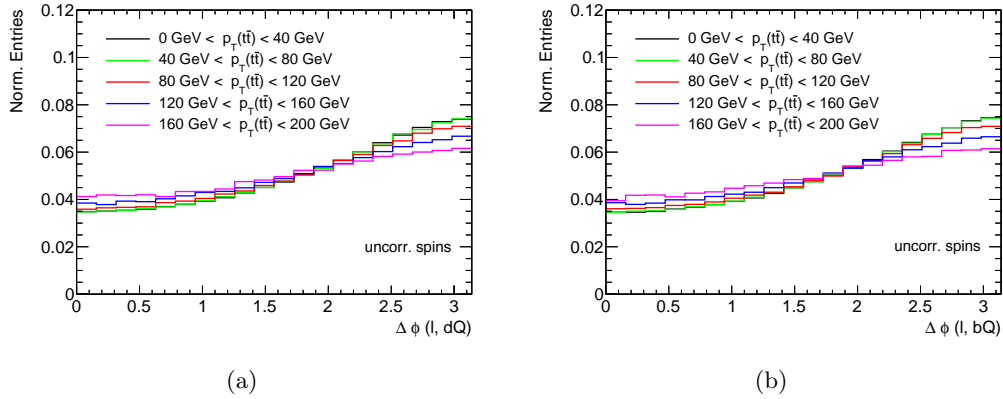 Norm. Entries
0.12
0.1
0.08
0.06
0.04
0.02
0
0 GeV < p_T(tt̄) < 40 GeV
40 GeV < p_T(tt̄) < 80 GeV
80 GeV < p_T(tt̄) < 120 GeV
120 GeV < p_T(tt̄) < 160 GeV
160 GeV < p_T(tt̄) < 200 GeV
uncorr. spins
0 0.5 1 1.5 2 2.5 3
Δ ϕ (l, dQ)
(a)
Norm. Entries
0.12
0.1
0.08
0.06
0.04
0.02
0
0 GeV < p_T(tt̄) < 40 GeV
40 GeV < p_T(tt̄) < 80 GeV
80 GeV < p_T(tt̄) < 120 GeV
120 GeV < p_T(tt̄) < 160 GeV
160 GeV < p_T(tt̄) < 200 GeV
uncorr. spins
0 0.5 1 1.5 2 2.5 3
Δ ϕ (l, bQ)
(b)